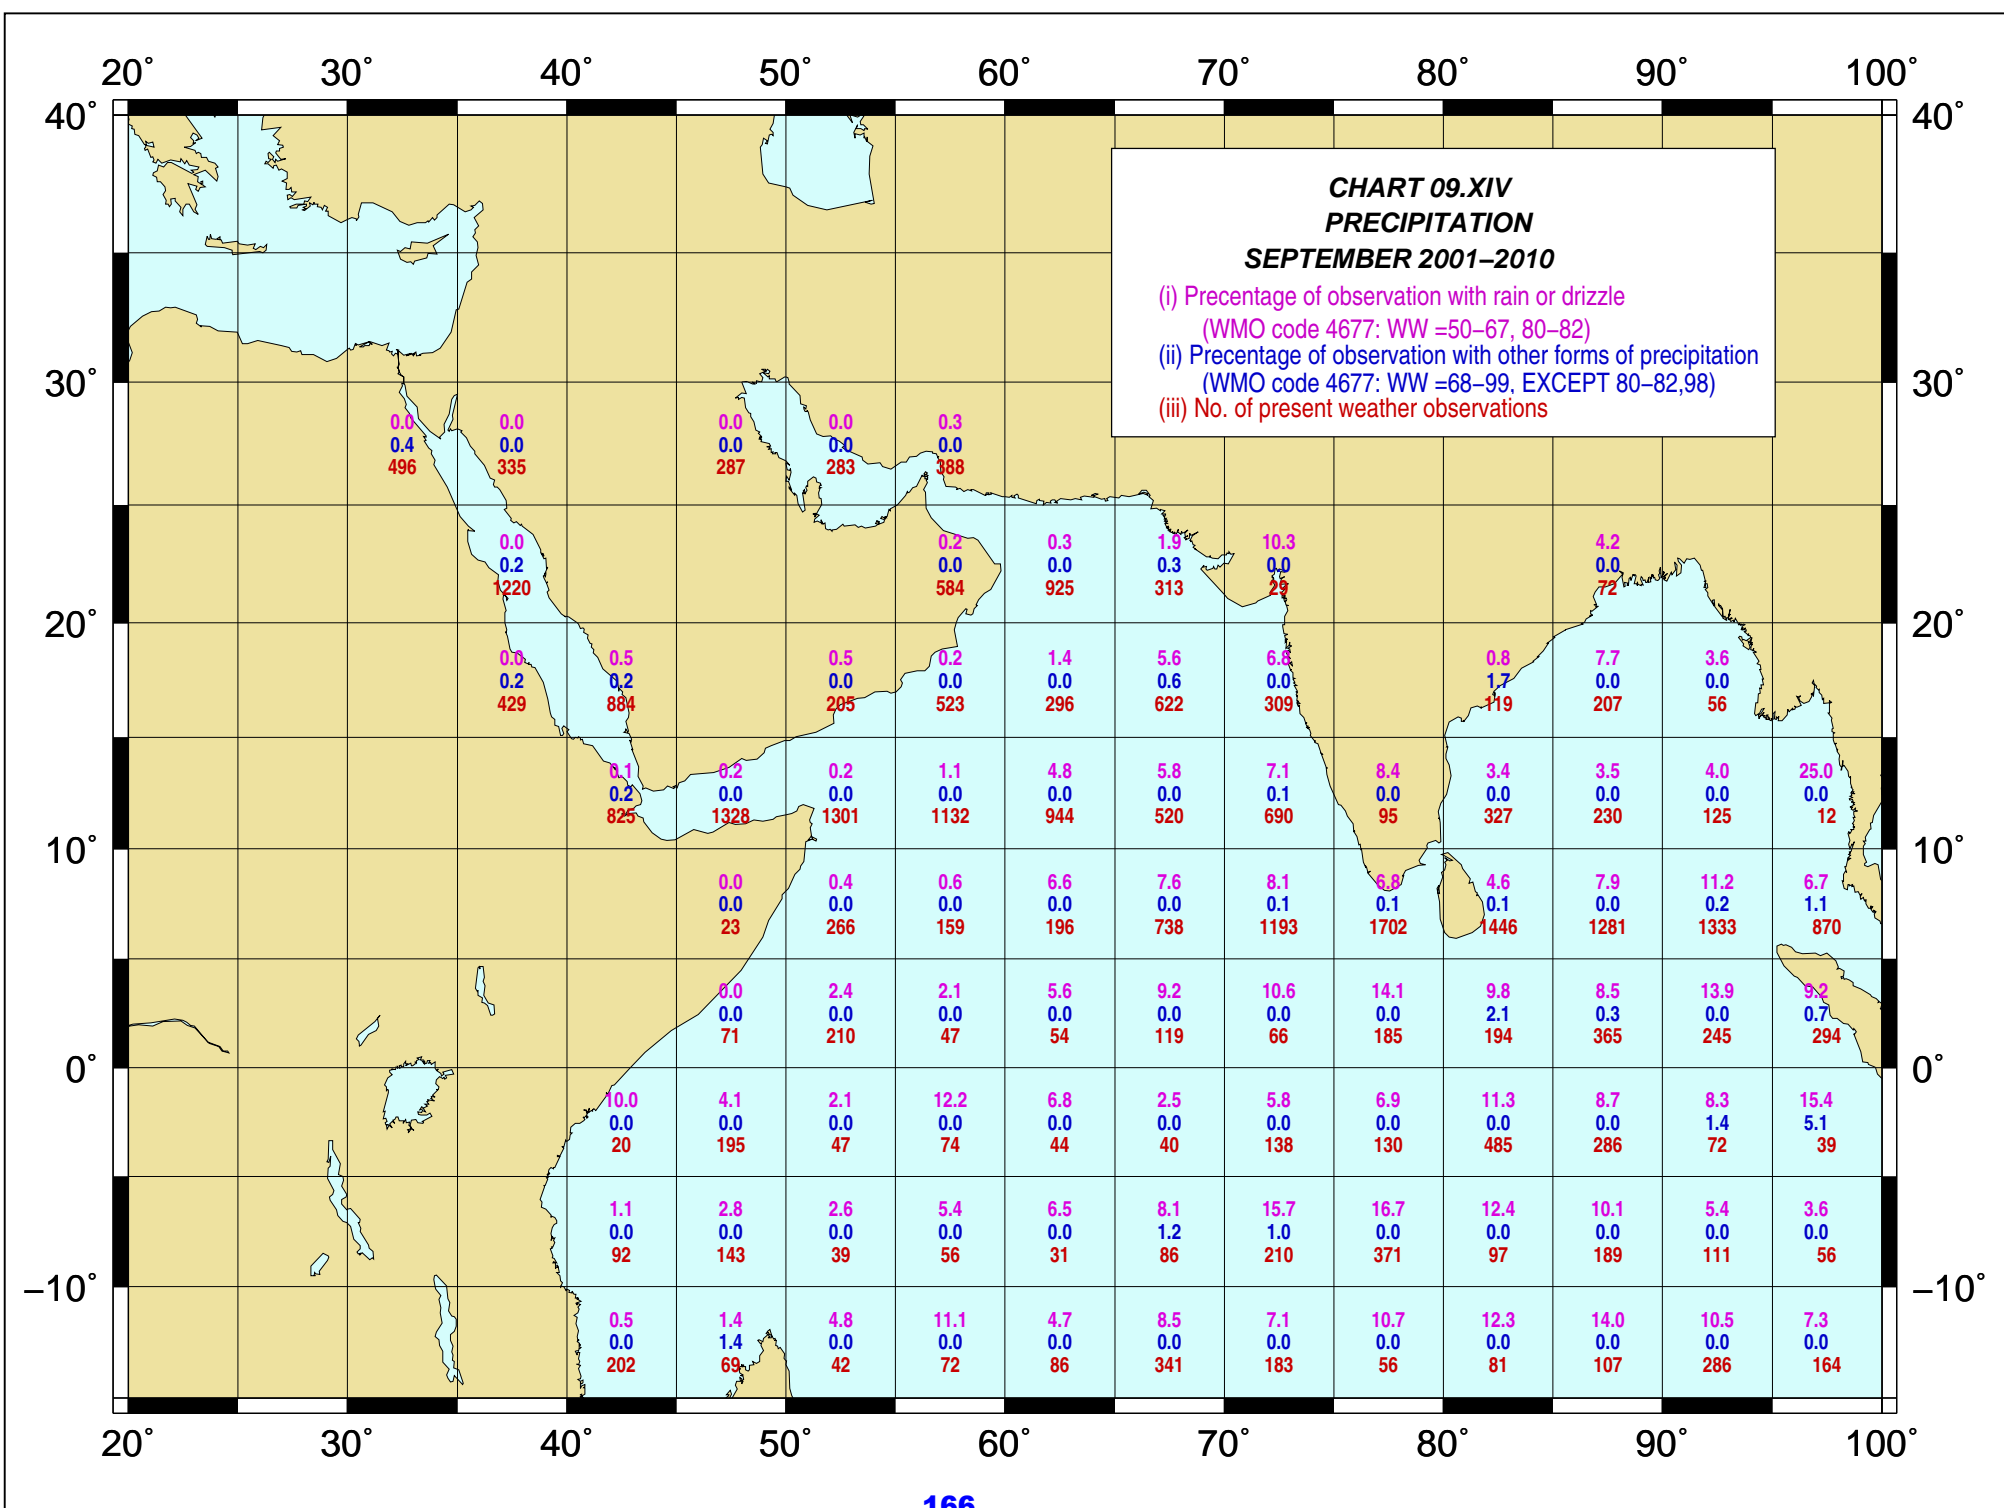 20° 30° 40° 50° 60° 70° 80° 90° 100°
40° 40°
CHART 09.XIV
PRECIPITATION
SEPTEMBER 2001–2010
(i) Precentage of observation with rain or drizzle
(WMO code 4677: WW =50–67, 80–82)
(ii) Precentage of observation with other forms of precipitation
(WMO code 4677: WW =68–99, EXCEPT 80–82,98)
(iii) No. of present weather observations
30° 30°
0.0 0.0 0.0 0.0 0.3
0.4 0.0 0.0 0.0 0.0
496 335 287 283 388
0.0 0.2 0.3 1.9 10.3 4.2
0.2 0.0 0.0 0.3 0.0 0.0
1220 584 925 313 29 72
20° 20°
0.0 0.5 0.5 0.2 1.4 5.6 6.8 0.8 7.7 3.6
0.2 0.2 0.0 0.0 0.0 0.6 0.0 1.7 0.0 0.0
429 884 205 523 296 622 309 119 207 56
0.1 0.2 0.2 1.1 4.8 5.8 7.1 8.4 3.4 3.5 4.0 25.0
0.2 0.0 0.0 0.0 0.0 0.0 0.1 0.0 0.0 0.0 0.0 0.0
825 1328 1301 1132 944 520 690 95 327 230 125 12
10° 10°
0.0 0.4 0.6 6.6 7.6 8.1 6.8 4.6 7.9 11.2 6.7
0.0 0.0 0.0 0.0 0.0 0.1 0.1 0.1 0.0 0.2 1.1
23 266 159 196 738 1193 1702 1446 1281 1333 870
0.0 2.4 2.1 5.6 9.2 10.6 14.1 9.8 8.5 13.9 9.2
0.0 0.0 0.0 0.0 0.0 0.0 0.0 2.1 0.3 0.0 0.7
71 210 47 54 119 66 185 194 365 245 294
0° 0°
10.0 4.1 2.1 12.2 6.8 2.5 5.8 6.9 11.3 8.7 8.3 15.4
0.0 0.0 0.0 0.0 0.0 0.0 0.0 0.0 0.0 0.0 1.4 5.1
20 195 47 74 44 40 138 130 485 286 72 39
1.1 2.8 2.6 5.4 6.5 8.1 15.7 16.7 12.4 10.1 5.4 3.6
0.0 0.0 0.0 0.0 0.0 1.2 1.0 0.0 0.0 0.0 0.0 0.0
92 143 39 56 31 86 210 371 97 189 111 56
–10° –10°
0.5 1.4 4.8 11.1 4.7 8.5 7.1 10.7 12.3 14.0 10.5 7.3
0.0 1.4 0.0 0.0 0.0 0.0 0.0 0.0 0.0 0.0 0.0 0.0
202 69 42 72 86 341 183 56 81 107 286 164
20° 30° 40° 50° 60° 70° 80° 90° 100°
166